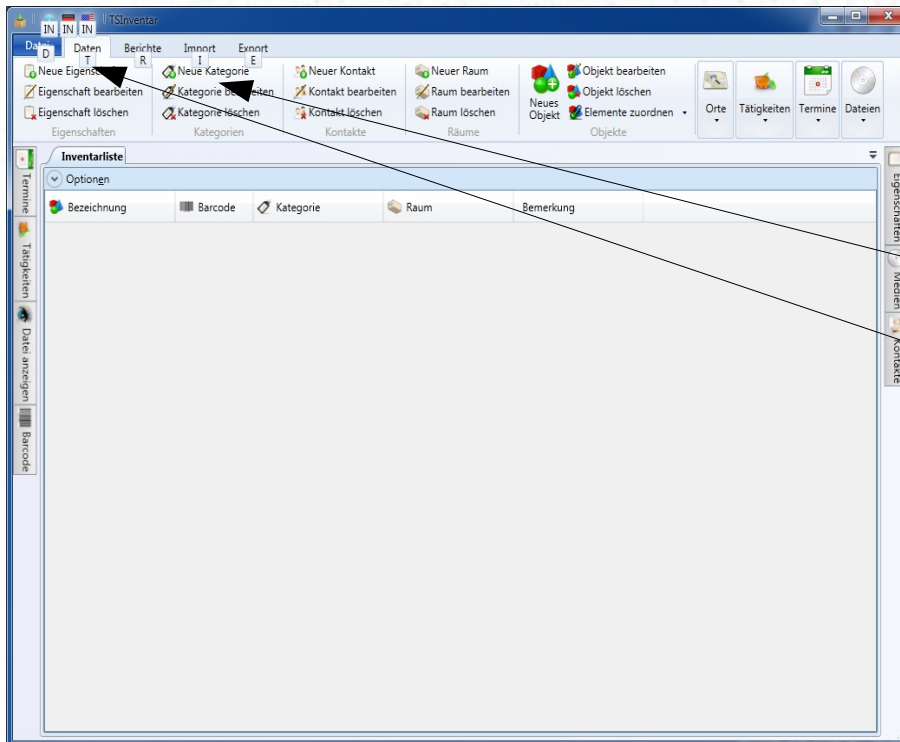 TSInventar
IN IN IN
Datei Daten Berichte Import Export
D T R I E
Neue Eigenschaft Neue Kategorie Neuer Kontakt Neuer Raum Objekt bearbeiten
Eigenschaft bearbeiten Kategorie bearbeiten Kontakt bearbeiten Raum bearbeiten Neues Objekt Objekt löschen
Eigenschaft löschen Kategorie löschen Kontakt löschen Raum löschen Elemente zuordnen Orte Tätigkeiten Termine Dateien
Eigenschaften Kategorien Kontakte Räume Objekte
Inventarliste
Optionen
Bezeichnung Barcode Kategorie Raum Bemerkung
Termine
Tätigkeiten
Datei anzeigen
Barcode
Eigenschaften
Medien
Kontakte